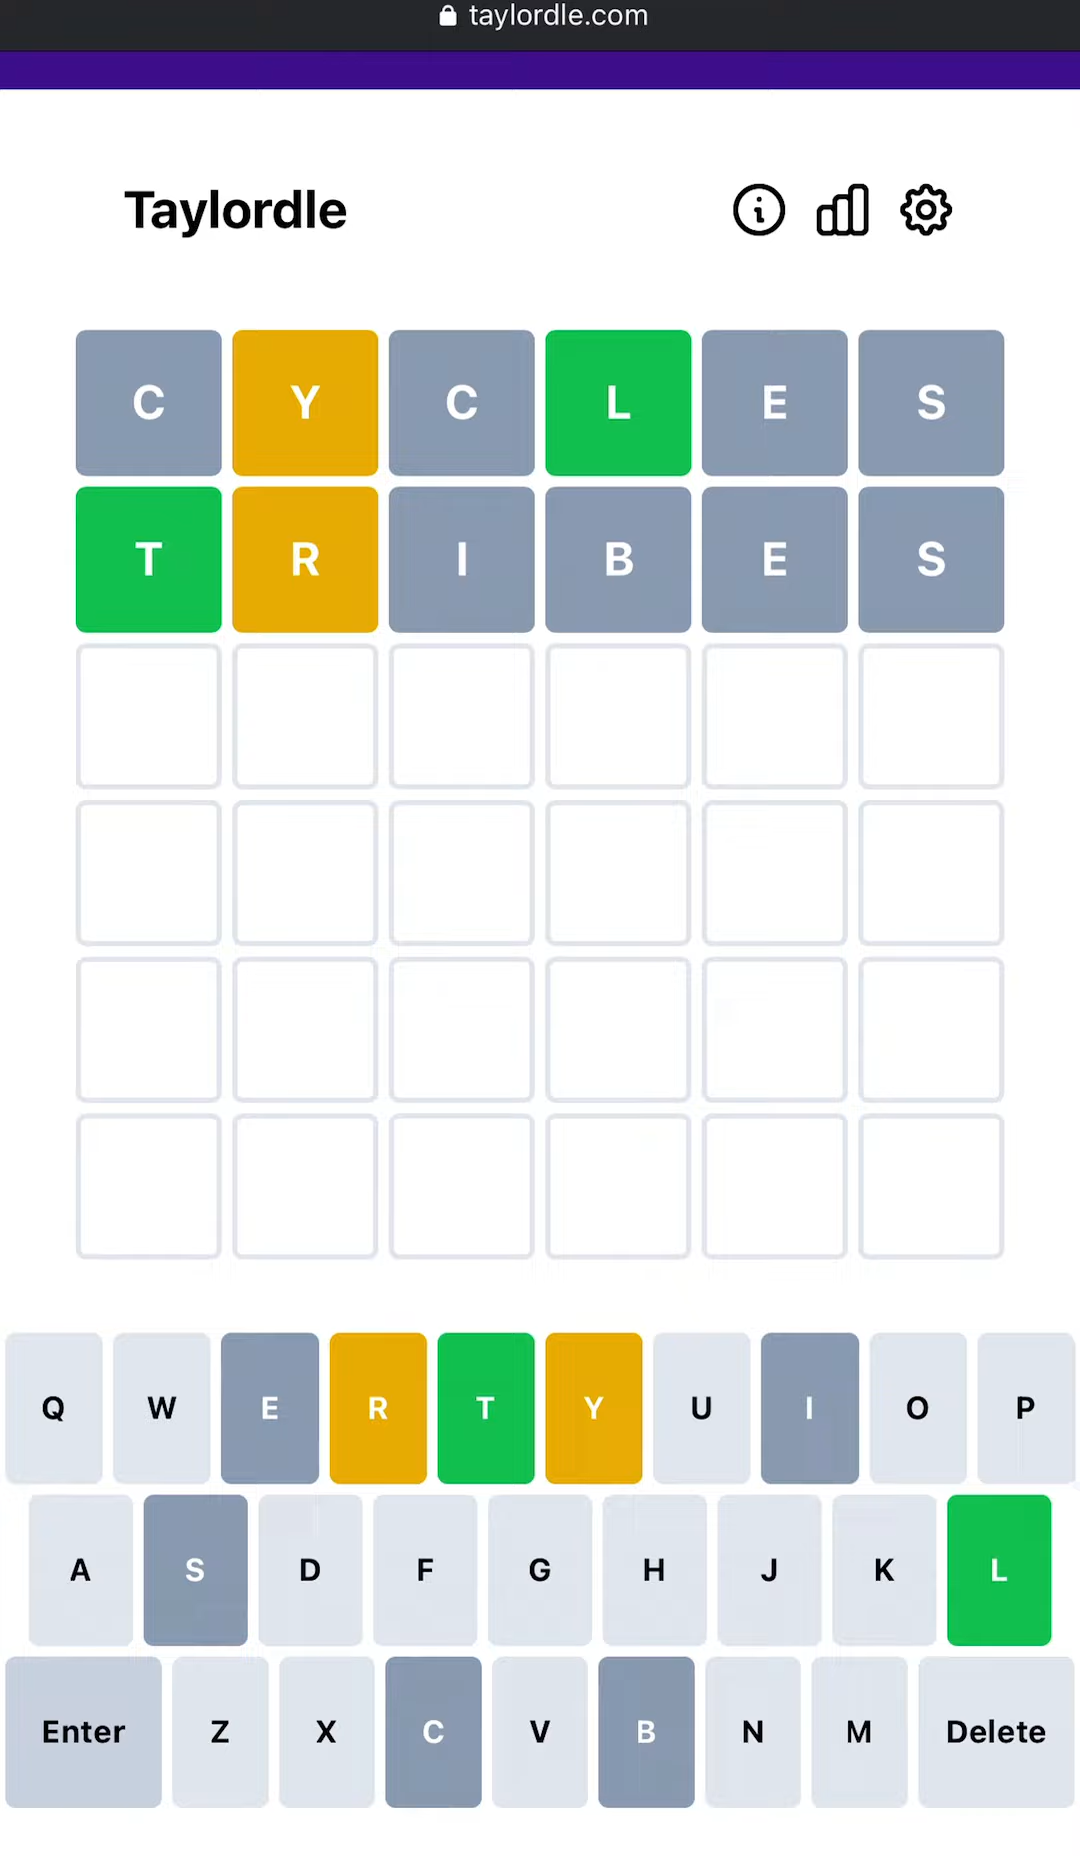 taylordle.com
Taylordle
C Y C L E S
T R I B E S
Q W E R T Y U I O P
A S D F G H J K L
Enter Z X C V B N M Delete